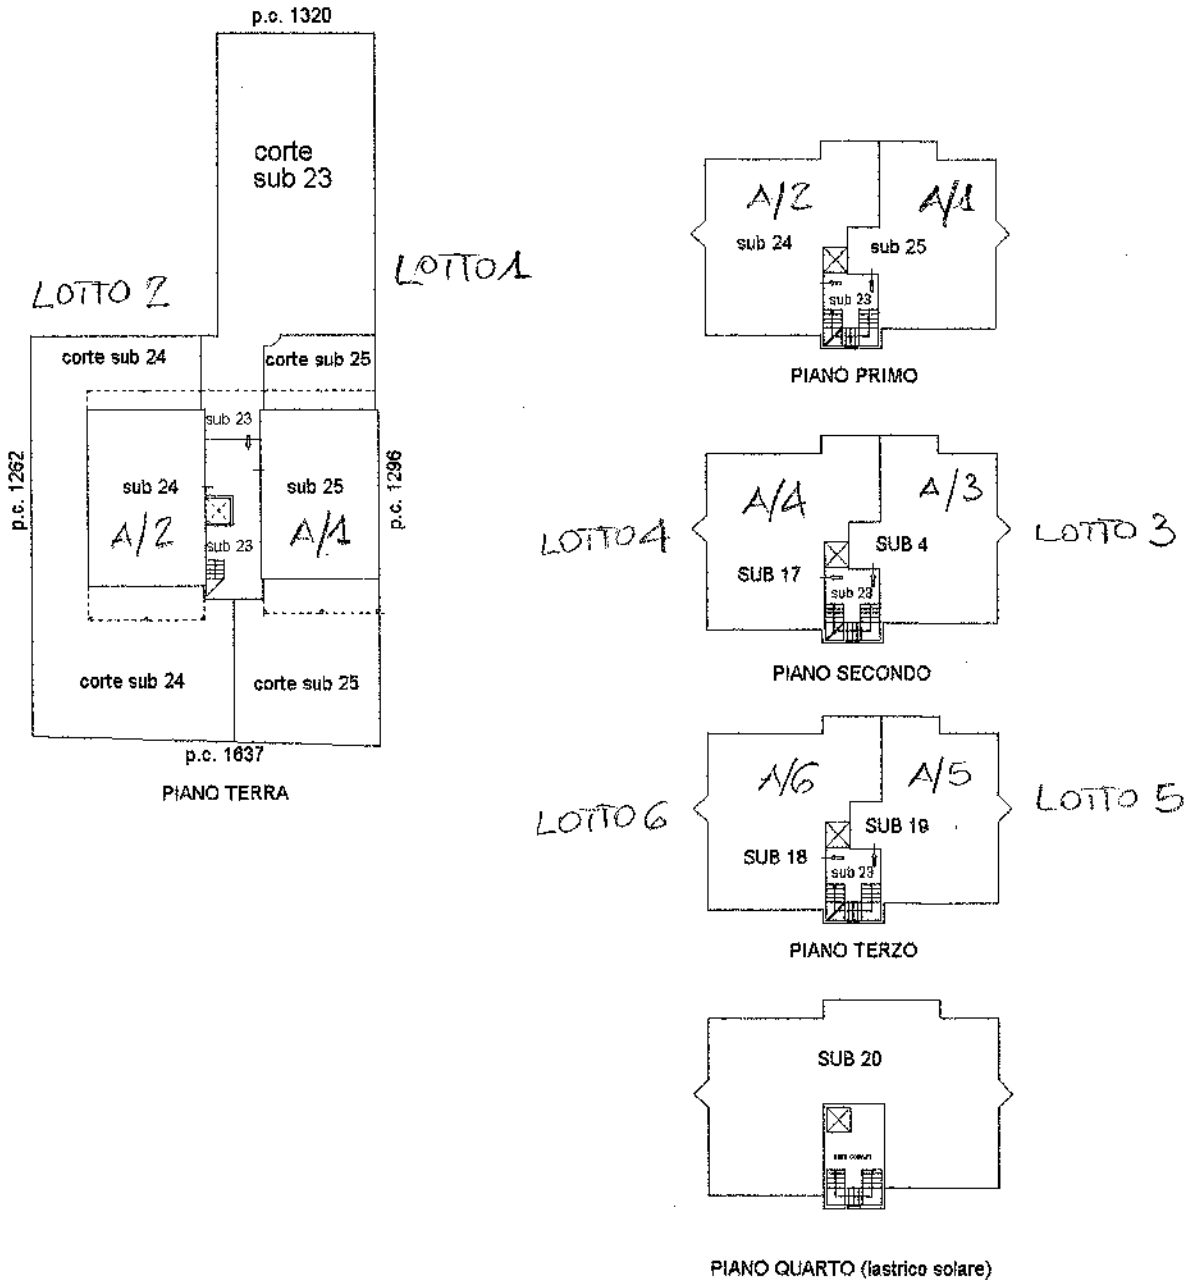 p.c. 1320
corte
sub 23
LOTTO 2
LOTTO 1
corte sub 24
corte sub 25
sub 23
p.c. 1262
sub 24
sub 25
p.c. 1296
A/2
A/1
sub 23
corte sub 24
corte sub 25
p.c. 1637
PIANO TERRA
A/2
A/1
sub 24
sub 25
sub 23
PIANO PRIMO
A/4
A/3
LOTTO 4
SUB 4
LOTTO 3
SUB 17
sub 23
PIANO SECONDO
A/6
A/5
LOTTO 6
LOTTO 5
SUB 19
SUB 18
sub 23
PIANO TERZO
SUB 20
PIANO QUARTO (lastrico solare)